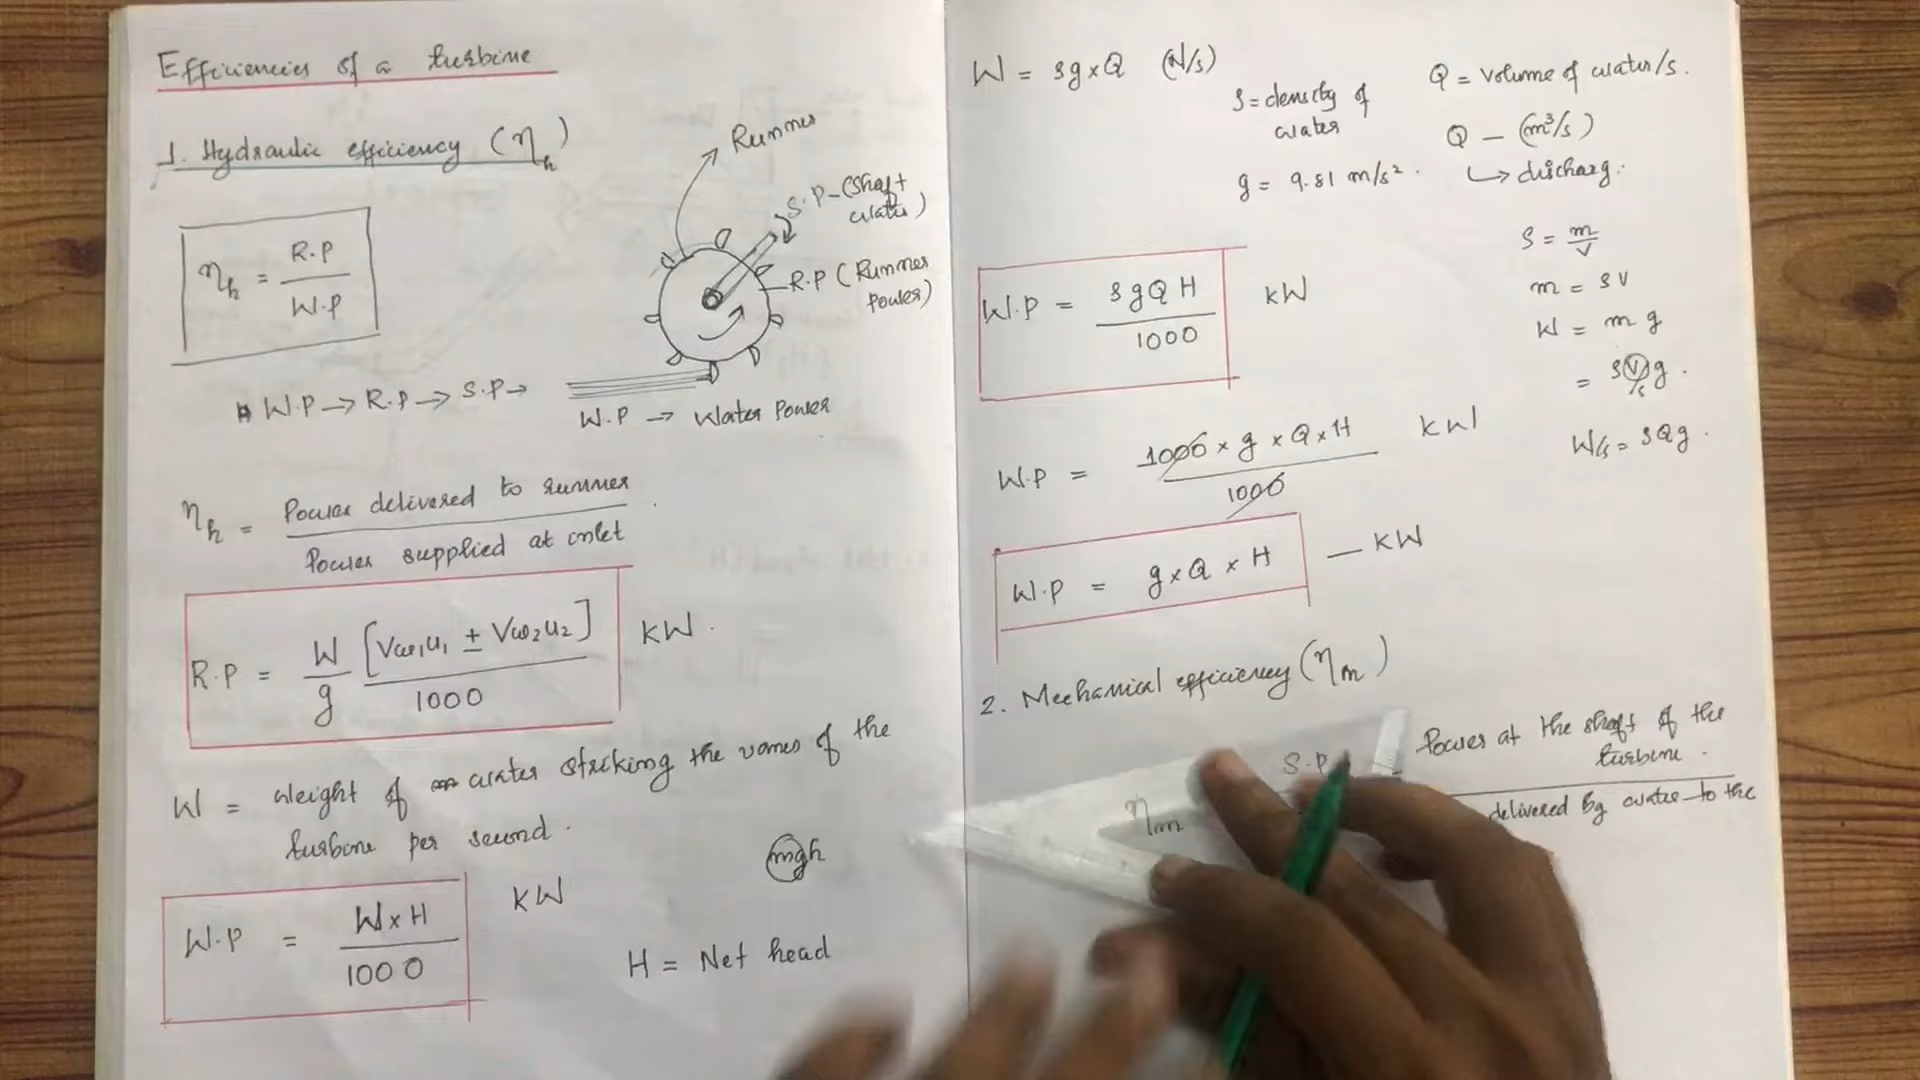 Efficiencies of a turbine
1. Hydraulic efficiency (ηh)
ηh = R.P / W.P
Runner
S.P - (Shaft
water)
R.P (Runner
Power)
W.P → R.P → S.P →
W.P → Water Power
ηh = Power delivered to runner / Power supplied at inlet
R.P = W/g [Vw1u1 ± Vw2u2] / 1000 KW.
W = weight of water striking the vanes of the
turbine per second.
mgh
W.P = W x H / 1000 KW
H = Net head
W = ρg x Q (N/s)
ρ = density of
water
g = 9.81 m/s².
Q = volume of water/s.
Q - (m³/s)
↳ discharg.
ρ = m/V
m = ρV
W = mg
= ρV/s g.
W/s = ρQg.
W.P = ρgQH / 1000 KW
W.P = 1000 x g x Q x H / 1000 KW
W.P = g x Q x H — KW
2. Mechanical efficiency (ηm)
ηm S.P Power at the shaft of the
turbine.
delivered by water to the